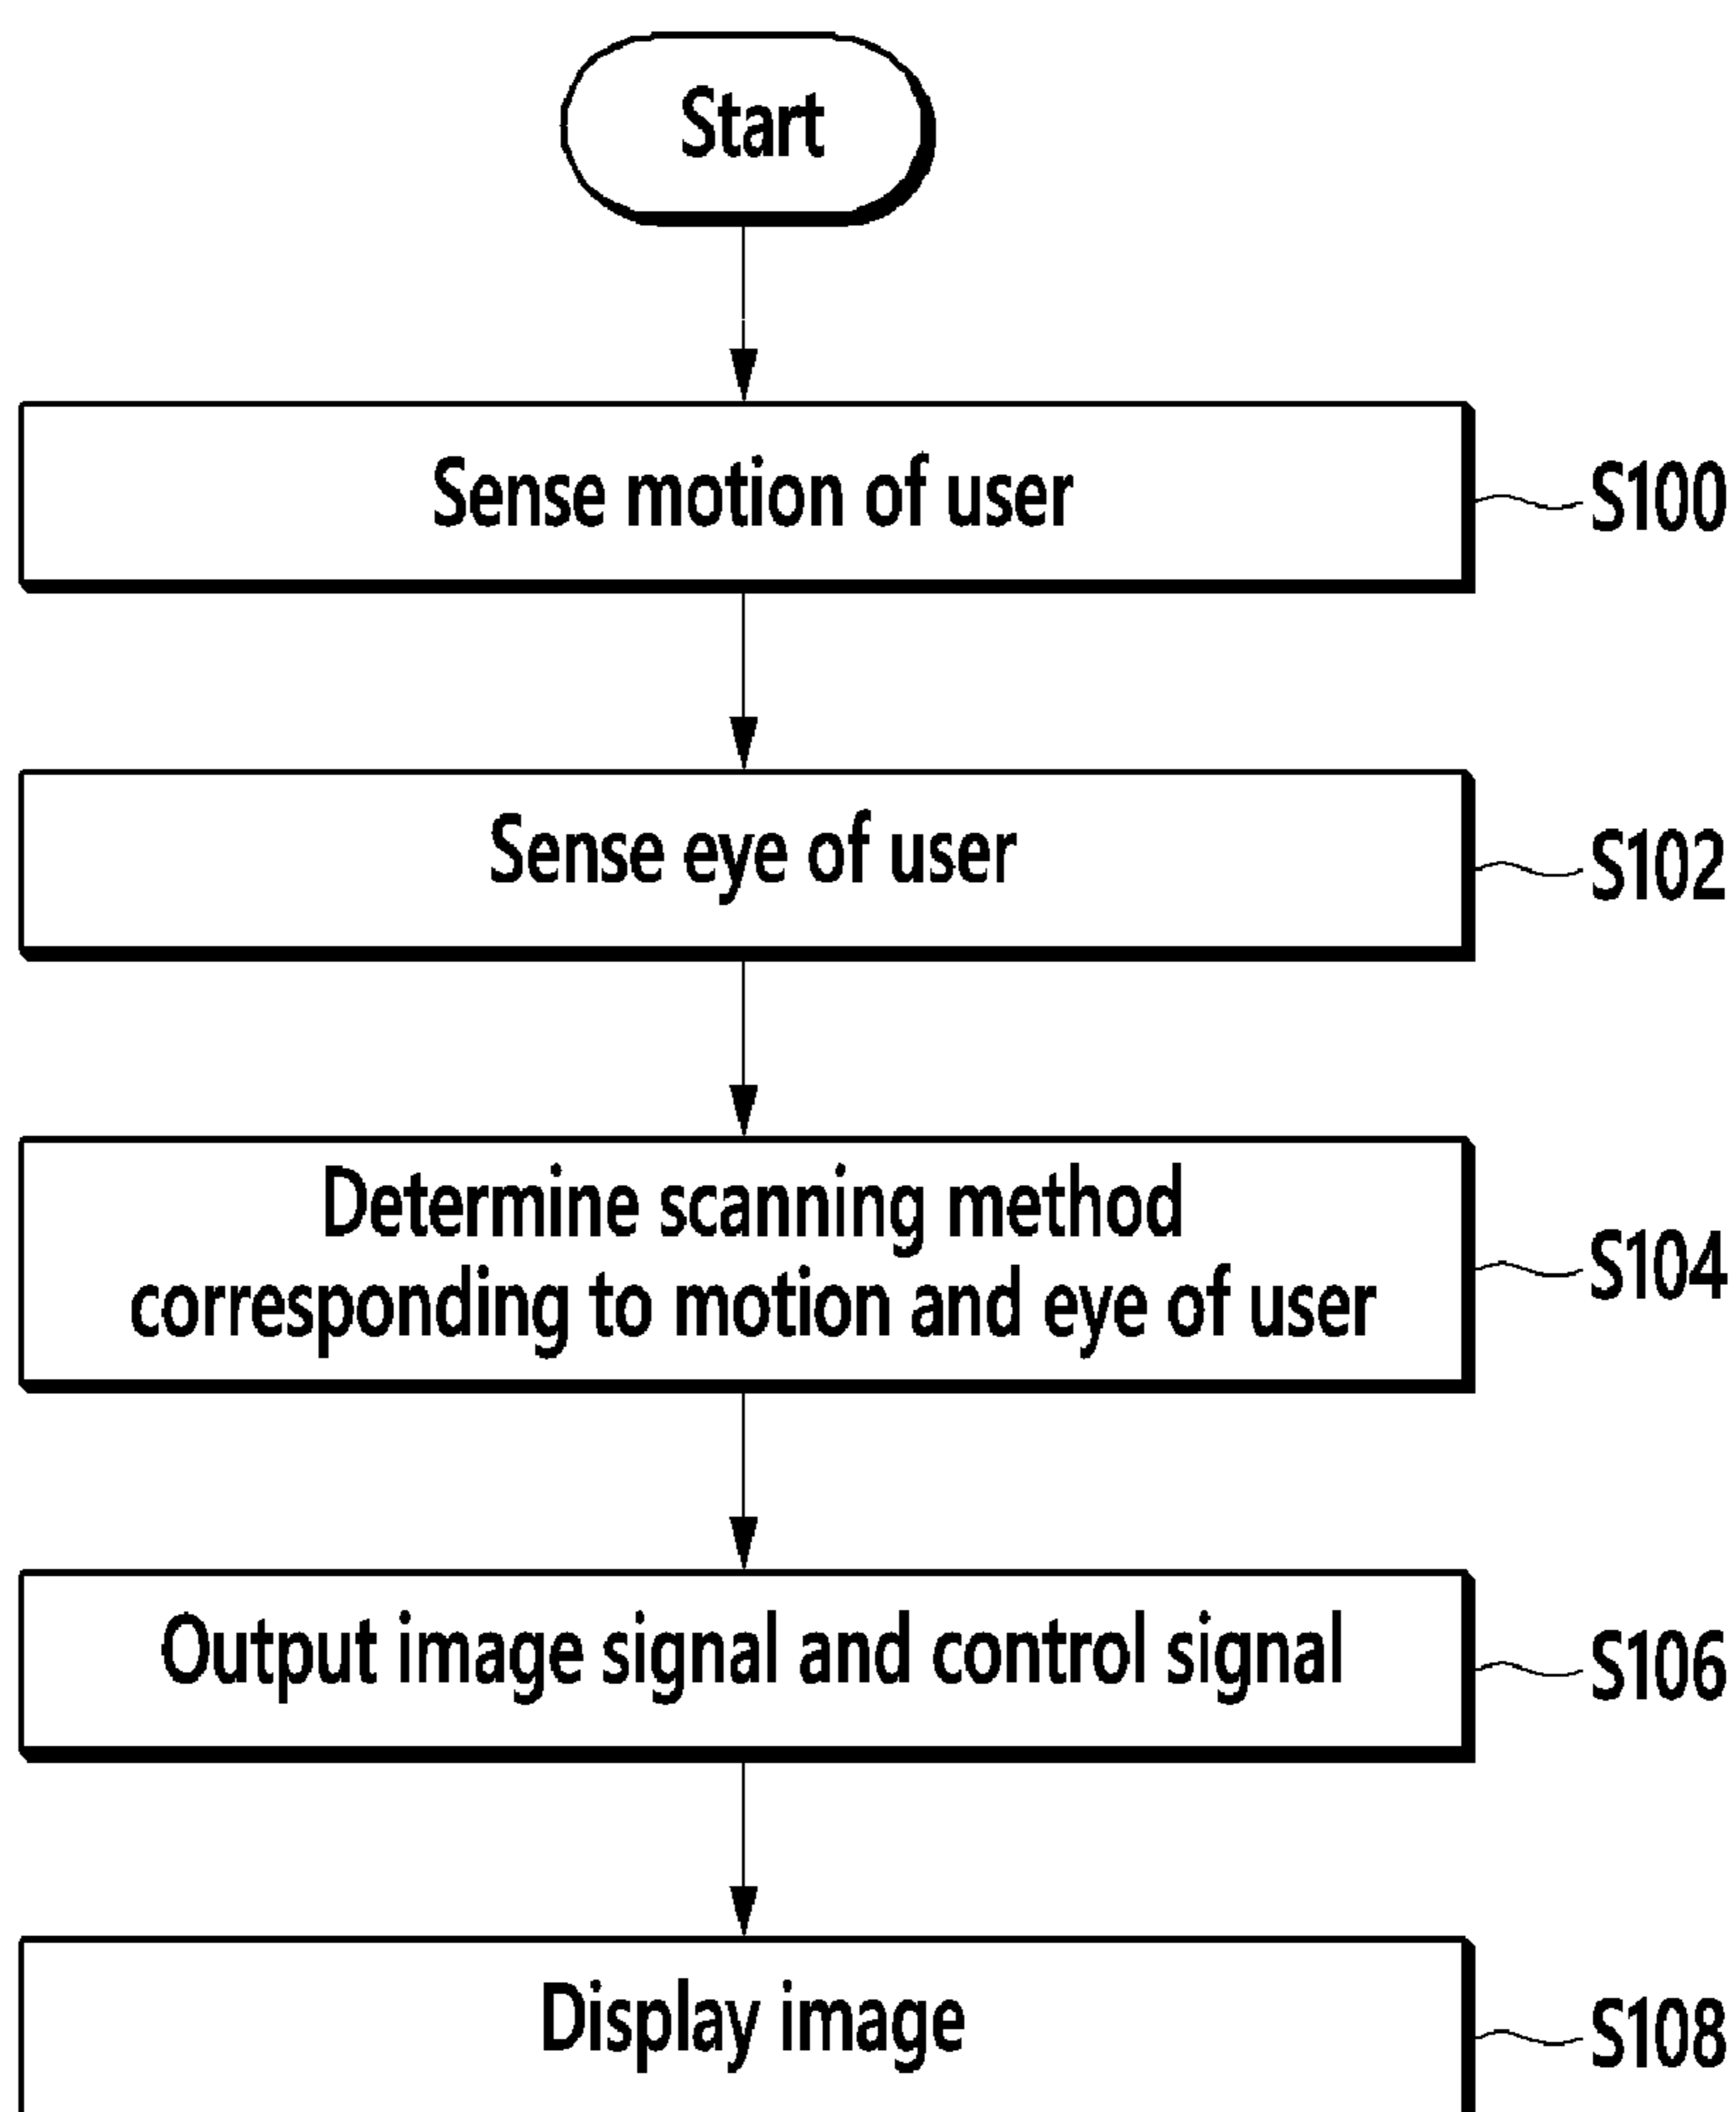 Start
Sense motion of user
S100
Sense eye of user
S102
Determine scanning method
corresponding to motion and eye of user
S104
Output image signal and control signal
S106
Display image
S108